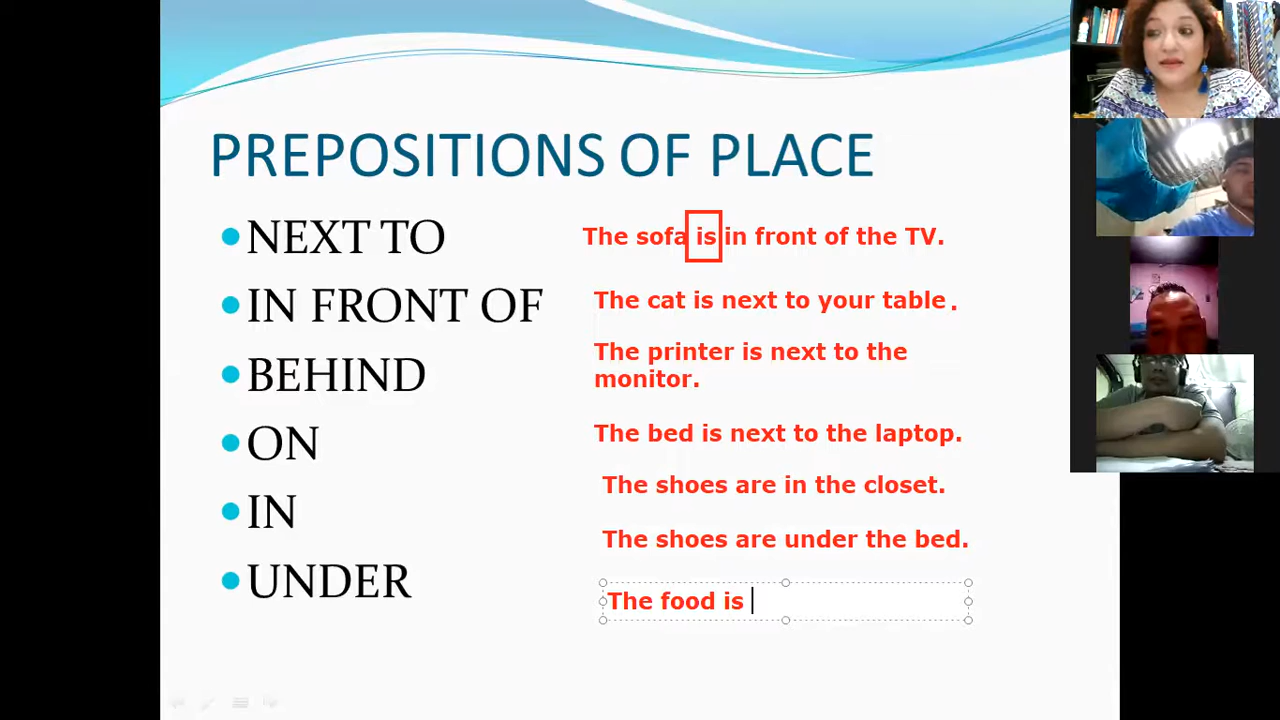 PREPOSITIONS OF PLACE
NEXT TO
IN FRONT OF
BEHIND
ON
IN
UNDER
The sofa is in front of the TV.
The cat is next to your table.
The printer is next to the
monitor.
The bed is next to the laptop.
The shoes are in the closet.
The shoes are under the bed.
The food is